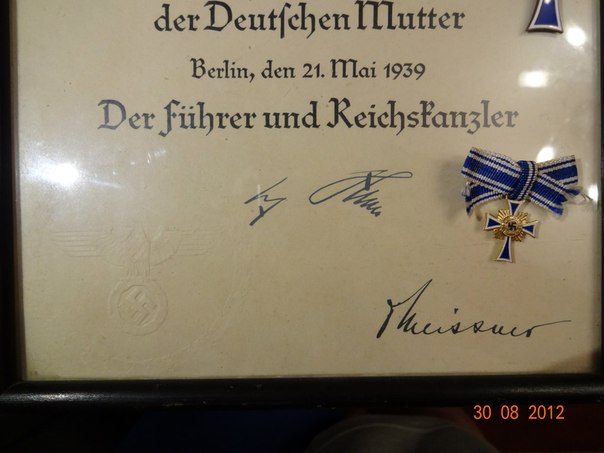 der Deutſchen Mutter
Berlin, den 21. Mai 1939
Der Führer und Reichskanzler
Meissner
30 08 2012